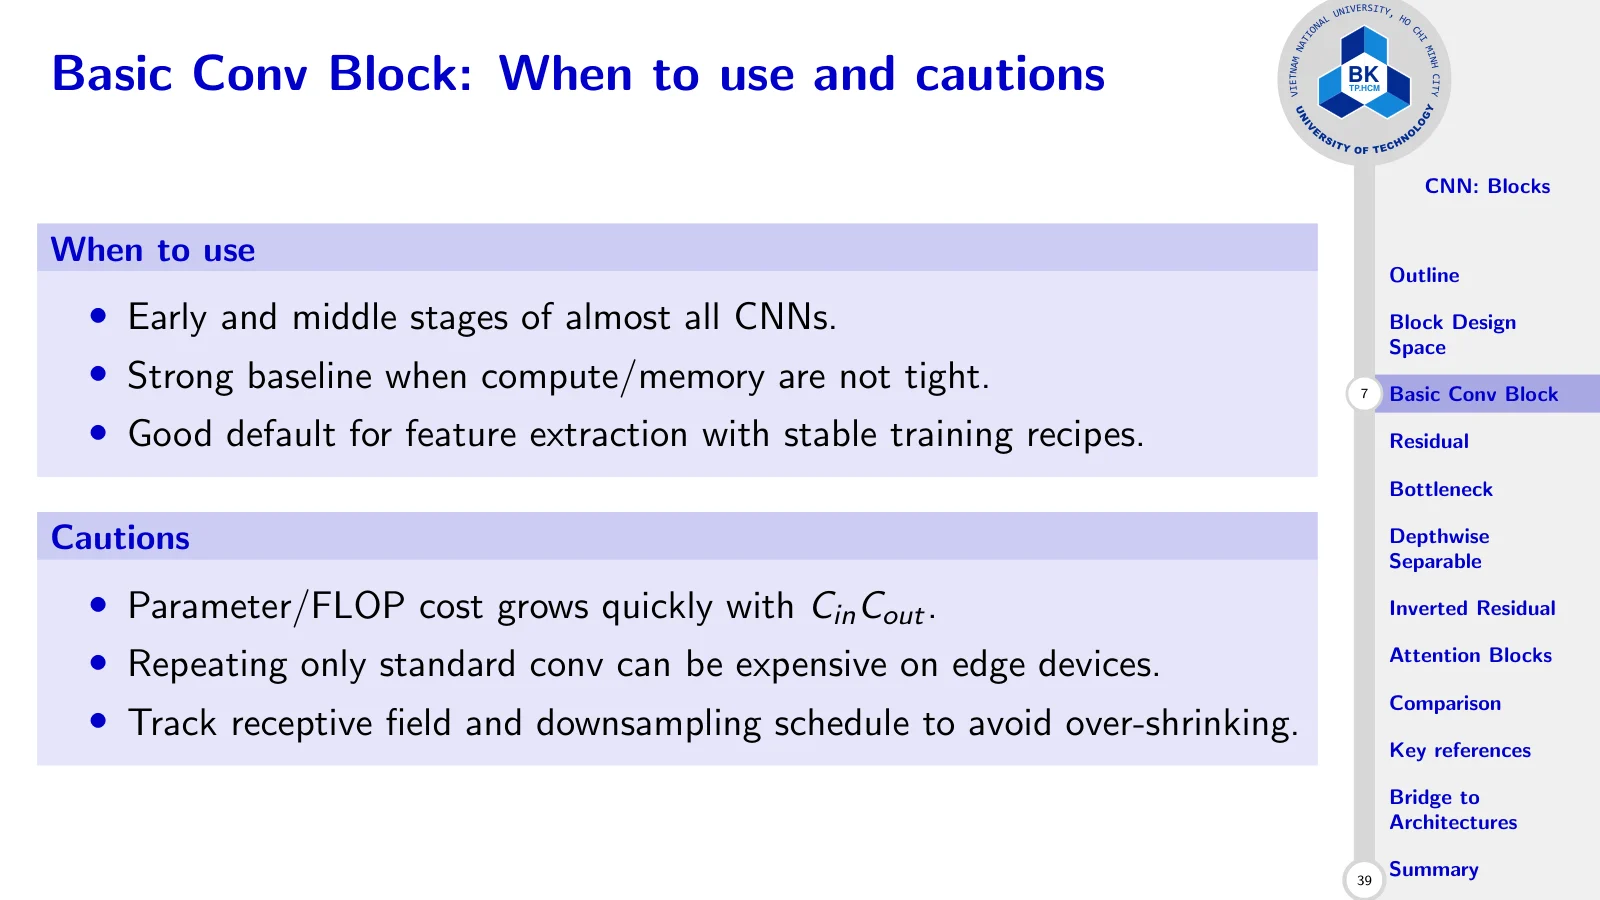 Basic Conv Block: When to use and cautions
VIETNAM NATIONAL UNIVERSITY, HO CHI MINH CITY
BK
TP.HCM
UNIVERSITY OF TECHNOLOGY
When to use
• Early and middle stages of almost all CNNs.
• Strong baseline when compute/memory are not tight.
• Good default for feature extraction with stable training recipes.
Cautions
• Parameter/FLOP cost grows quickly with C_in C_out.
• Repeating only standard conv can be expensive on edge devices.
• Track receptive field and downsampling schedule to avoid over-shrinking.
CNN: Blocks
Outline
Block Design
Space
7
Basic Conv Block
Residual
Bottleneck
Depthwise
Separable
Inverted Residual
Attention Blocks
Comparison
Key references
Bridge to
Architectures
Summary
39